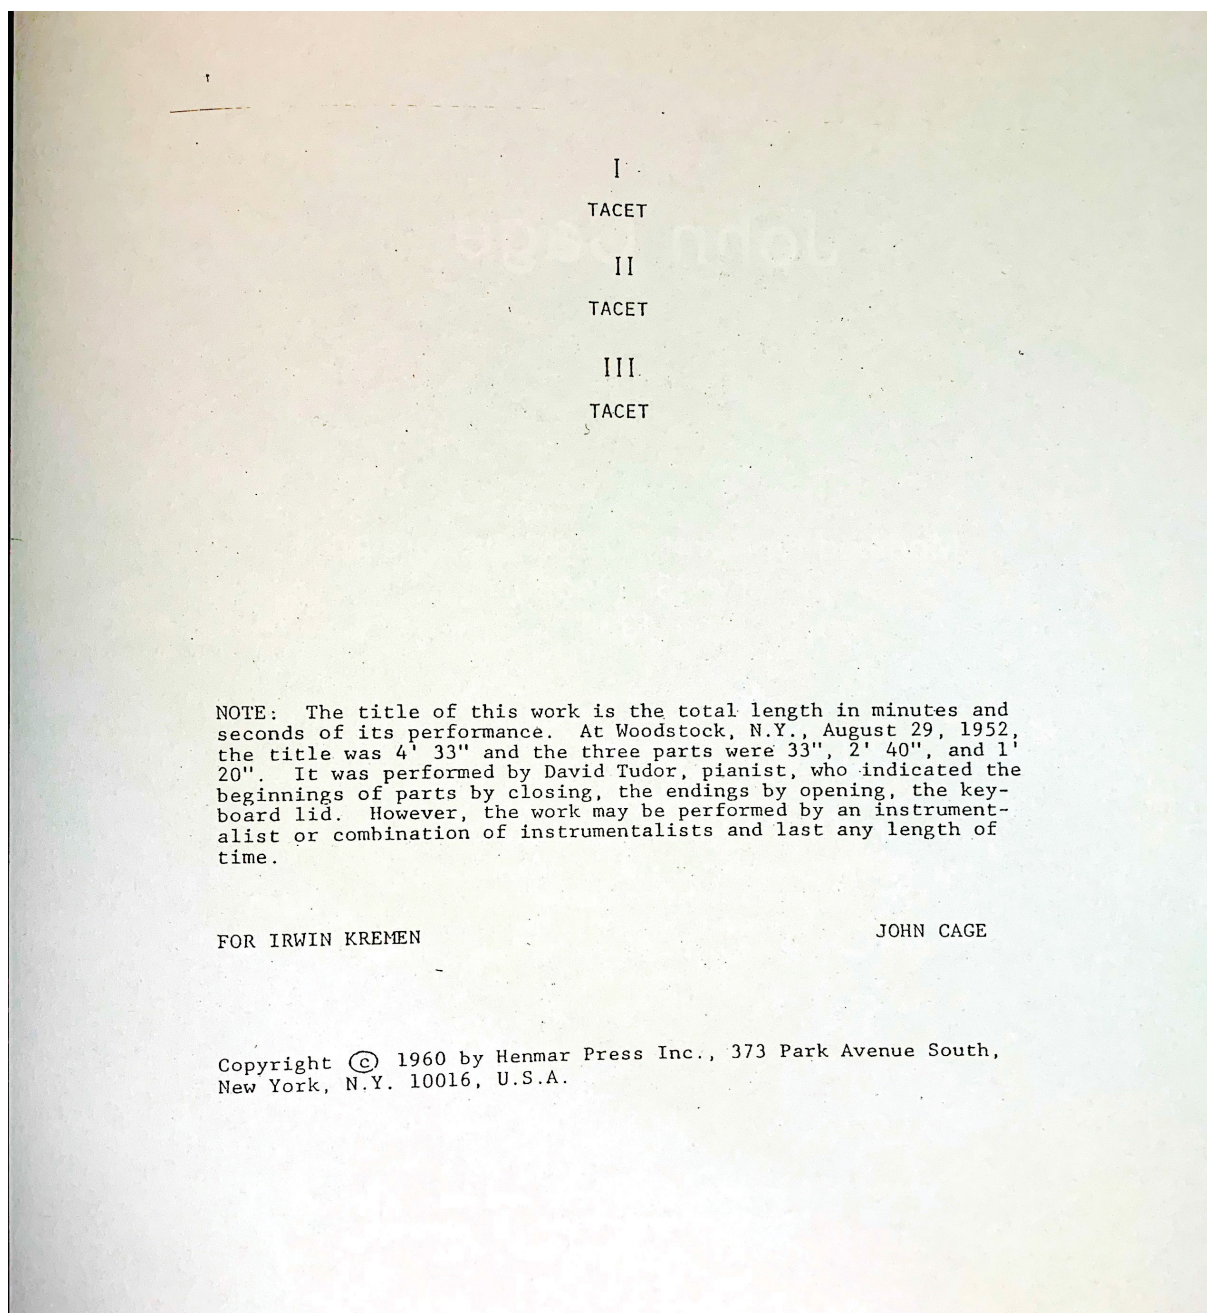 I
TACET
II
TACET
III
TACET
NOTE:  The title of this work is the total length in minutes and
seconds of its performance.  At Woodstock, N.Y., August 29, 1952,
the title was 4' 33" and the three parts were 33", 2' 40", and 1'
20".  It was performed by David Tudor, pianist, who indicated the
beginnings of parts by closing, the endings by opening, the key-
board lid.  However, the work may be performed by an instrument-
alist or combination of instrumentalists and last any length of
time.
FOR IRWIN KREMEN JOHN CAGE
Copyright © 1960 by Henmar Press Inc., 373 Park Avenue South,
New York, N.Y. 10016, U.S.A.